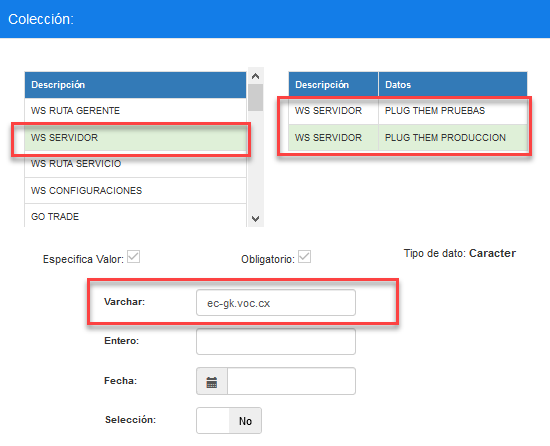 Colección:
Descripción
WS RUTA GERENTE
WS SERVIDOR
WS RUTA SERVICIO
WS CONFIGURACIONES
GO TRADE
Descripción Datos
WS SERVIDOR PLUG THEM PRUEBAS
WS SERVIDOR PLUG THEM PRODUCCION
Especifica Valor: Obligatorio: Tipo de dato: Caracter
Varchar: ec-gk.voc.cx
Entero:
Fecha:
Selección: No